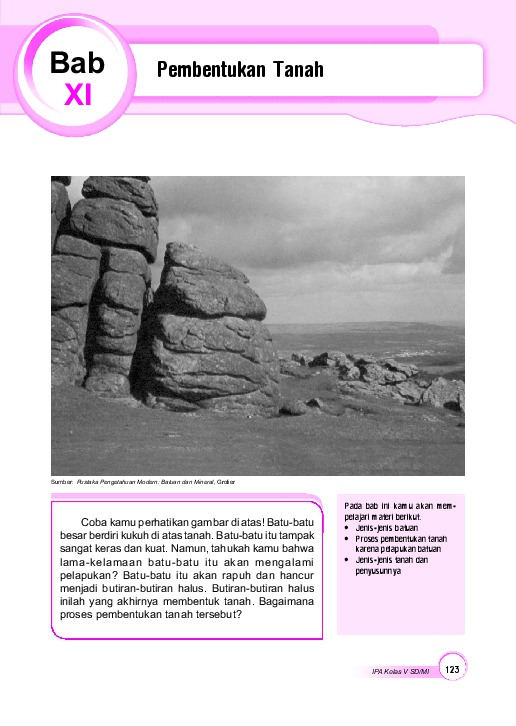 Bab
XI
Pembentukan Tanah
Sumber: Pustaka Pengetahuan Modern: Batuan dan Mineral, Grolier
Coba kamu perhatikan gambar di atas! Batu-batu
besar berdiri kukuh di atas tanah. Batu-batu itu tampak
sangat keras dan kuat. Namun, tahukah kamu bahwa
lama-kelamaan batu-batu itu akan mengalami
pelapukan? Batu-batu itu akan rapuh dan hancur
menjadi butiran-butiran halus. Butiran-butiran halus
inilah yang akhirnya membentuk tanah. Bagaimana
proses pembentukan tanah tersebut?
Pada bab ini kamu akan mem-
pelajari materi berikut.
• Jenis-jenis batuan
• Proses pembentukan tanah
karena pelapukan batuan
• Jenis-jenis tanah dan
penyusunnya
IPA Kelas V SD/MI
123